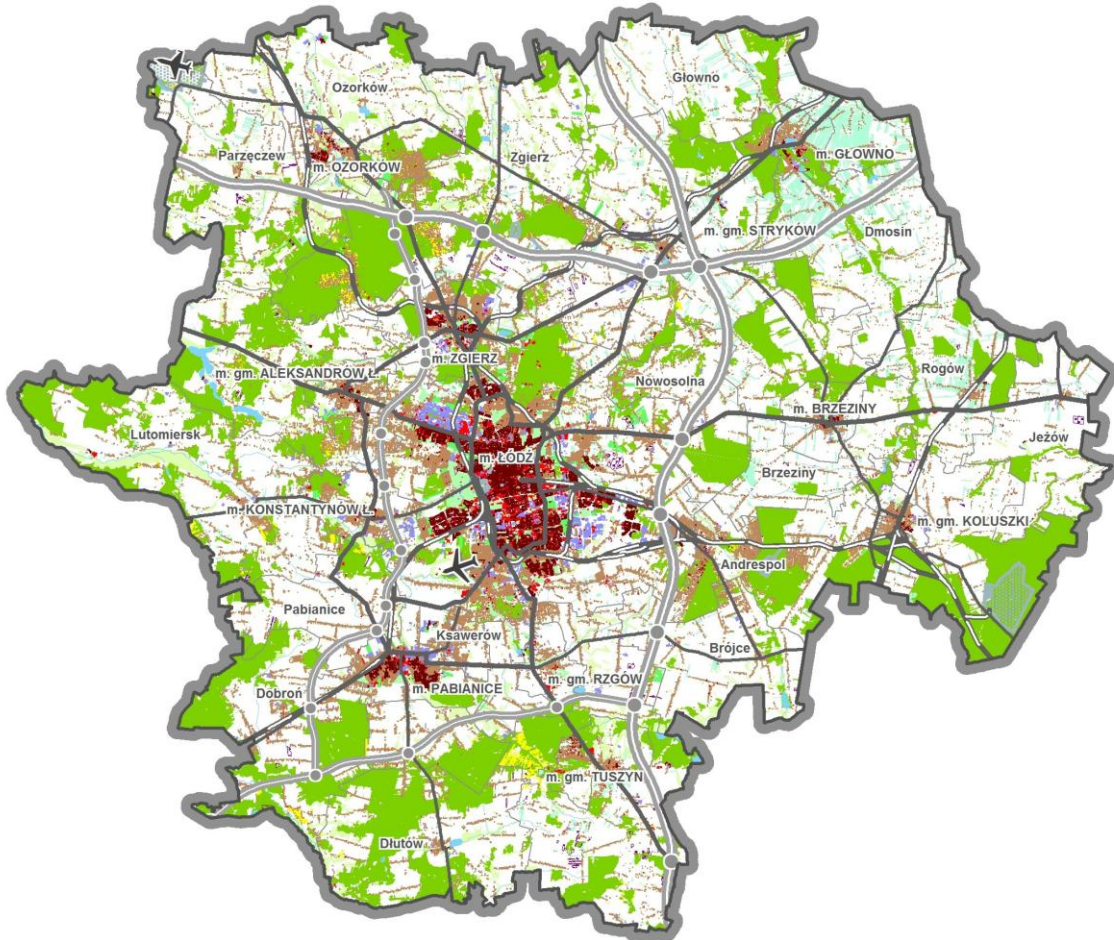 Głowno
Ozorków
Parzęczew
m. OZORKÓW
Zgierz
m. GŁOWNO
m. gm. STRYKÓW
Dmosin
m. ZGIERZ
m. gm. ALEKSANDRÓW Ł.
Nowosolna
Rogów
m. BRZEZINY
Lutomiersk
Jeżów
m. ŁÓDŹ
Brzeziny
m. KONSTANTYNÓW Ł.
m. gm. KOLUSZKI
Andrespol
Pabianice
Ksawerów
Brójce
m. gm. RZGÓW
Dobroń
m. PABIANICE
m. gm. TUSZYN
Dłutów